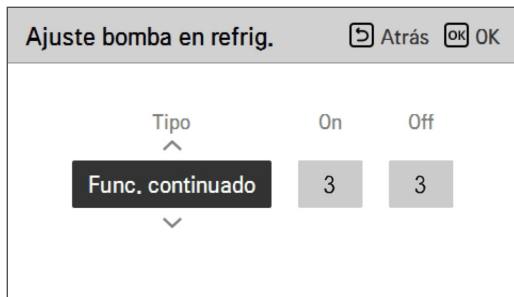 Ajuste bomba en refrig. Atrás OK OK
Tipo On Off
Func. continuado 3 3